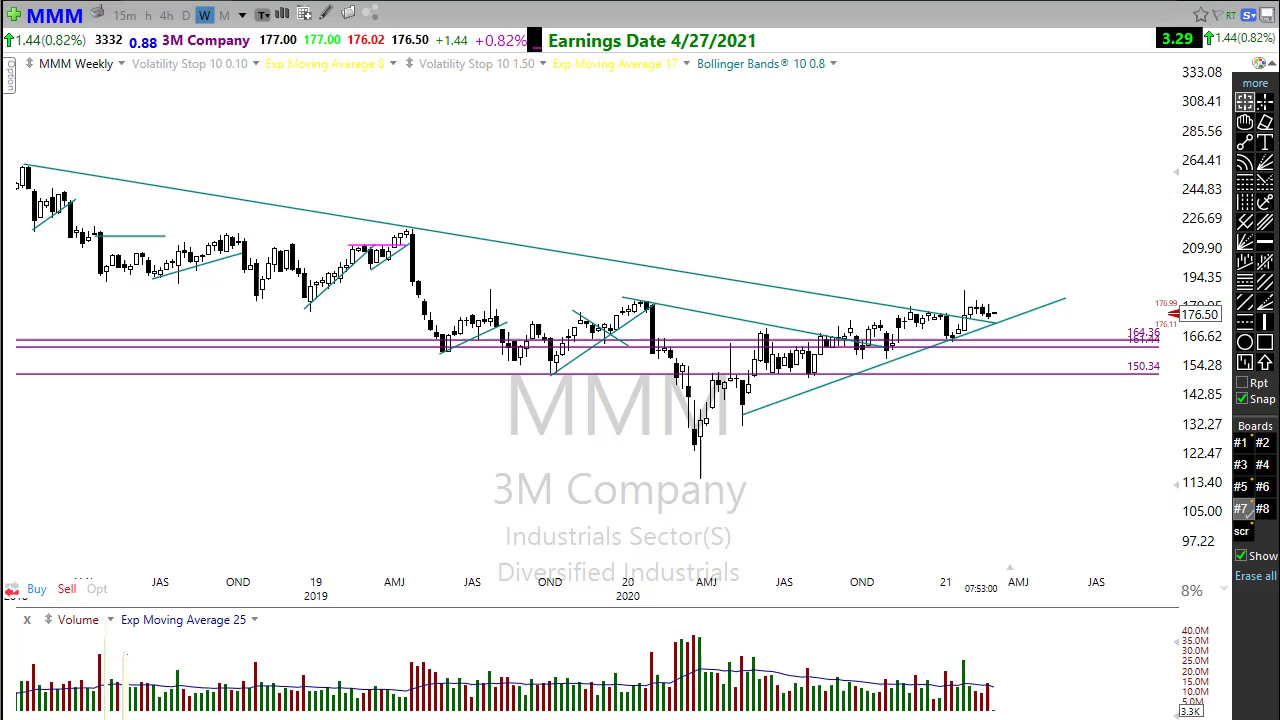 MMM 15m h 4h D W M T RT S
1.44(0.82%) 3332 0.88 3M Company 177.00 177.00 176.02 176.50 +1.44 +0.82% Earnings Date 4/27/2021 3.29 1.44(0.82%)
Option
MMM Weekly Volatility Stop 10 0.10 Exp Moving Average 8 Volatility Stop 10 1.50 Exp Moving Average 17 Bollinger Bands® 10 0.8
333.08
308.41
285.56
264.41
244.83
226.69
209.90
194.35
176.99
176.50
176.11
164.36
166.62
150.34
154.28
142.85
132.27
122.47
113.40
105.00
97.22
MMM
3M Company
Industrials Sector(S)
Diversified Industrials
JAS OND 19 AMJ JAS OND 20 AMJ JAS OND 21 AMJ JAS
2019 2020 07:53:00
Buy Sell Opt
8%
X Volume Exp Moving Average 25
40.0M
35.0M
30.0M
25.0M
20.0M
15.0M
10.0M
5.0M
3.3K
more
T
Rpt
Snap
Boards
#1 #2
#3 #4
#5 #6
#7 #8
scr
Show
Erase all